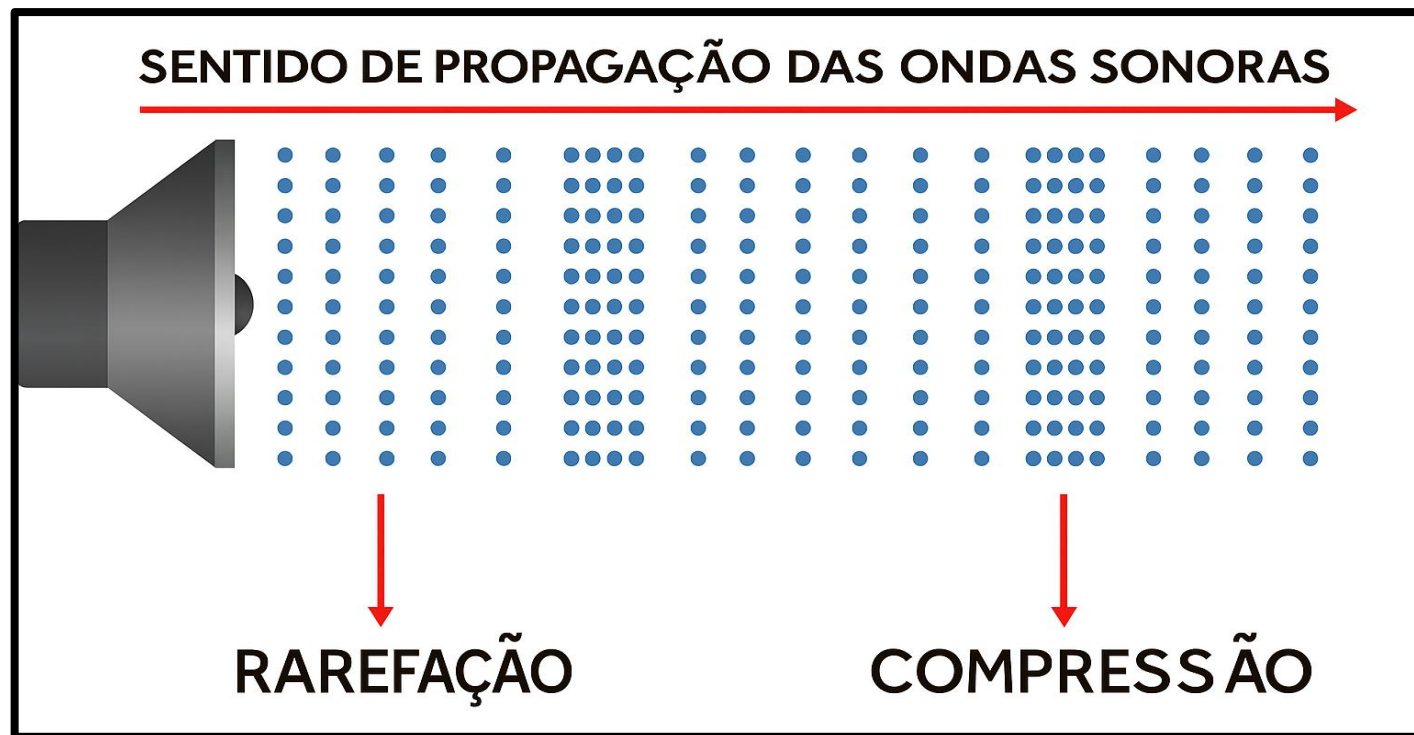 SENTIDO DE PROPAGAÇÃO DAS ONDAS SONORAS
RAREFAÇÃO
COMPRESSÃO